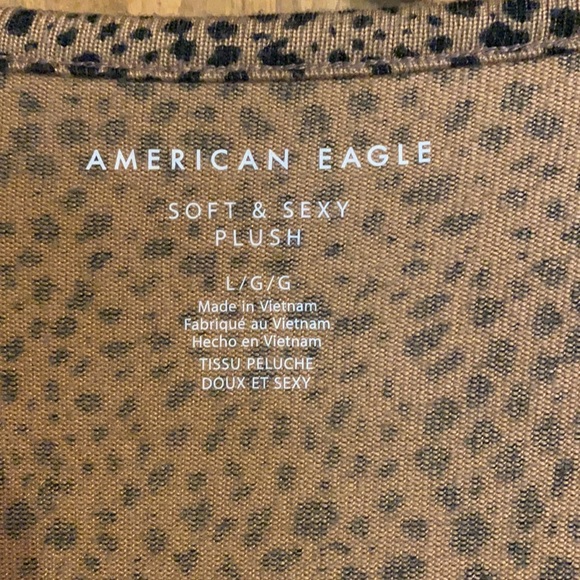 AMERICAN EAGLE
SOFT & SEXY
PLUSH
L/G/G
Made in Vietnam
Fabriqué au Vietnam
Hecho en Vietnam
TISSU PELUCHE
DOUX ET SEXY